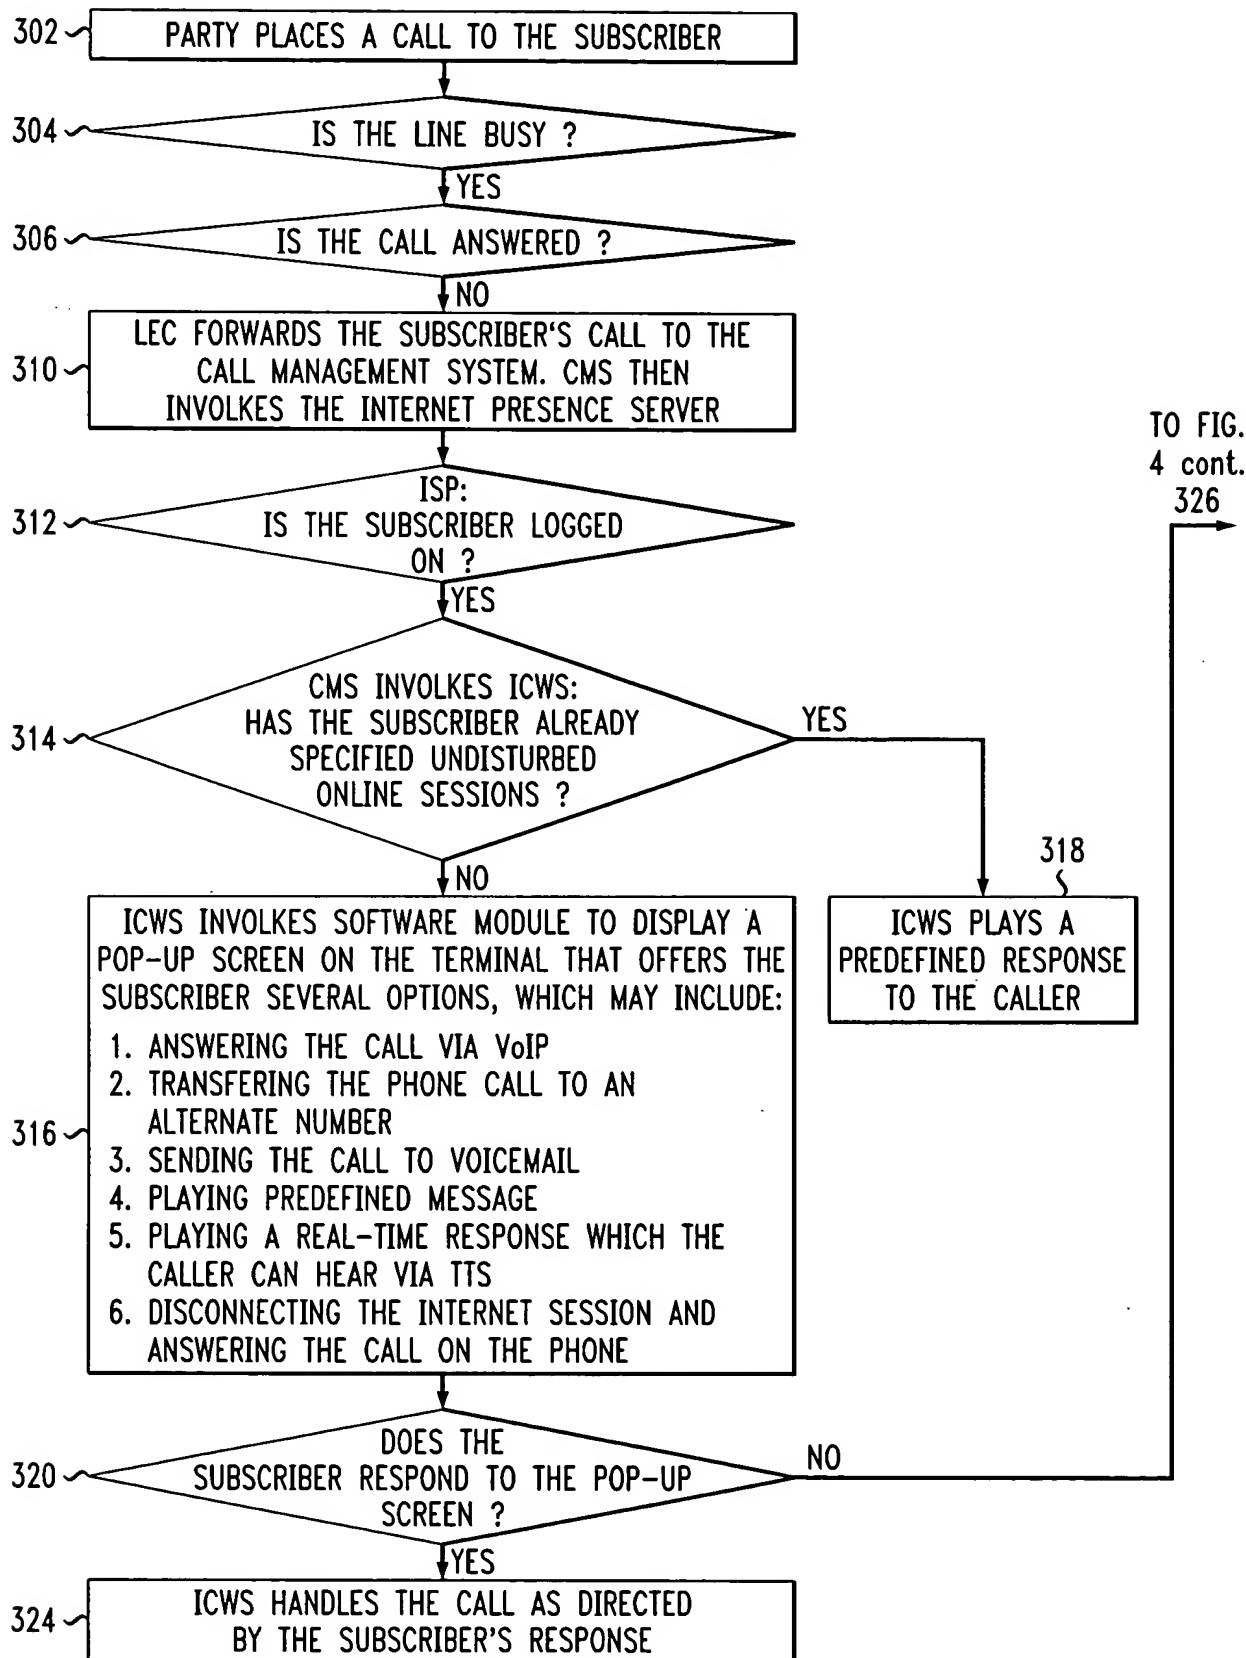 302
PARTY PLACES A CALL TO THE SUBSCRIBER
304
IS THE LINE BUSY ?
YES
306
IS THE CALL ANSWERED ?
NO
310
LEC FORWARDS THE SUBSCRIBER'S CALL TO THE
CALL MANAGEMENT SYSTEM. CMS THEN
INVOLKES THE INTERNET PRESENCE SERVER
TO FIG.
4 cont.
326
312
ISP:
IS THE SUBSCRIBER LOGGED
ON ?
YES
314
CMS INVOLKES ICWS:
HAS THE SUBSCRIBER ALREADY
SPECIFIED UNDISTURBED
ONLINE SESSIONS ?
YES
NO
318
ICWS PLAYS A
PREDEFINED RESPONSE
TO THE CALLER
316
ICWS INVOLKES SOFTWARE MODULE TO DISPLAY A
POP-UP SCREEN ON THE TERMINAL THAT OFFERS THE
SUBSCRIBER SEVERAL OPTIONS, WHICH MAY INCLUDE:
1. ANSWERING THE CALL VIA VoIP
2. TRANSFERING THE PHONE CALL TO AN
ALTERNATE NUMBER
3. SENDING THE CALL TO VOICEMAIL
4. PLAYING PREDEFINED MESSAGE
5. PLAYING A REAL-TIME RESPONSE WHICH THE
CALLER CAN HEAR VIA TTS
6. DISCONNECTING THE INTERNET SESSION AND
ANSWERING THE CALL ON THE PHONE
320
DOES THE
SUBSCRIBER RESPOND TO THE POP-UP
SCREEN ?
NO
YES
324
ICWS HANDLES THE CALL AS DIRECTED
BY THE SUBSCRIBER'S RESPONSE